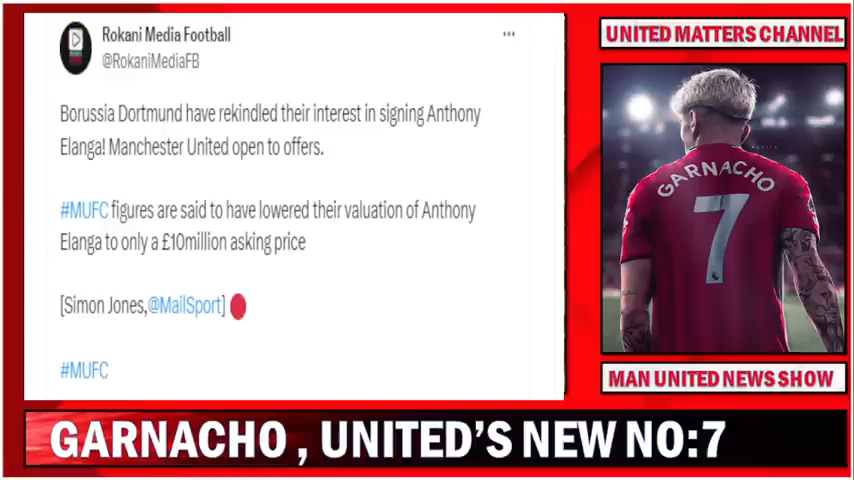 Rokani Media Football
@RokaniMediaFB
Borussia Dortmund have rekindled their interest in signing Anthony
Elanga! Manchester United open to offers.
#MUFC figures are said to have lowered their valuation of Anthony
Elanga to only a £10million asking price
[Simon Jones,@MailSport]
#MUFC
UNITED MATTERS CHANNEL
GARNACHO
7
MAN UNITED NEWS SHOW
GARNACHO , UNITED'S NEW NO:7